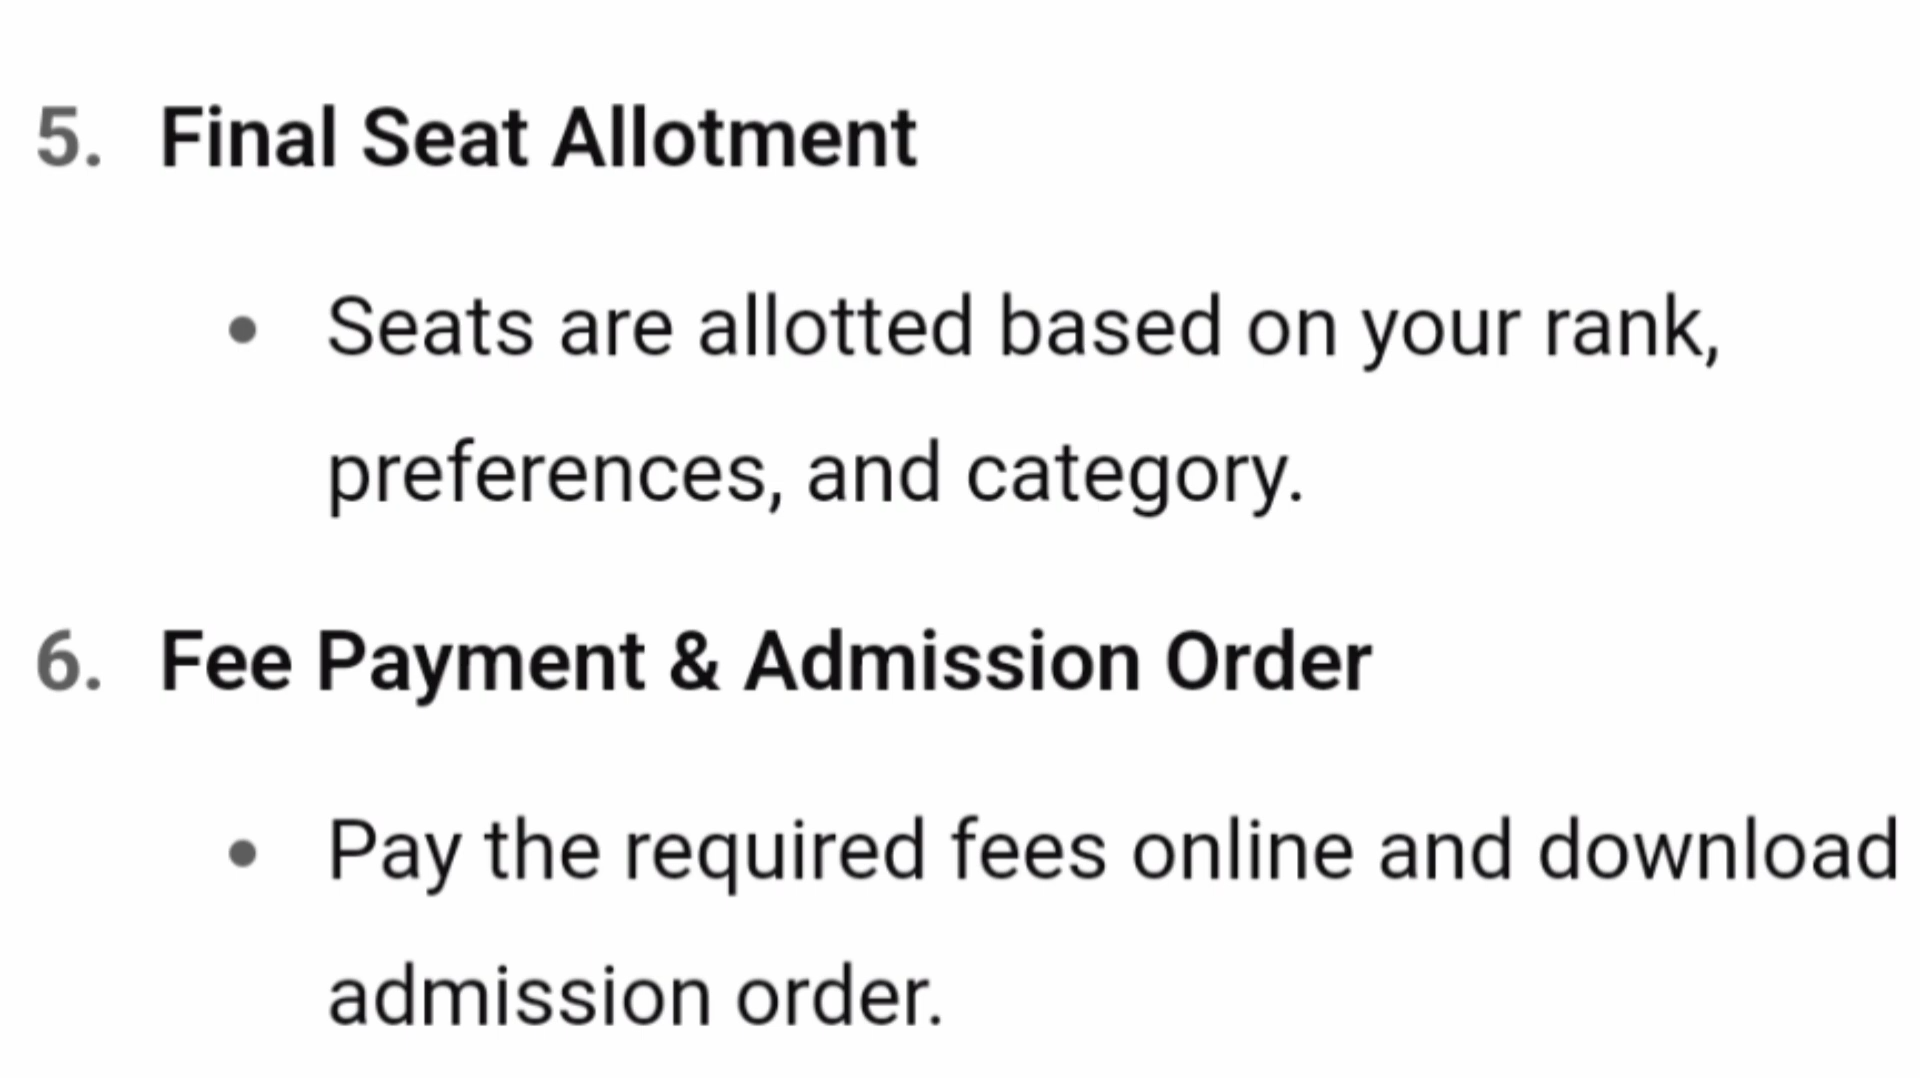 5. Final Seat Allotment
• Seats are allotted based on your rank,
preferences, and category.
6. Fee Payment & Admission Order
• Pay the required fees online and download
admission order.